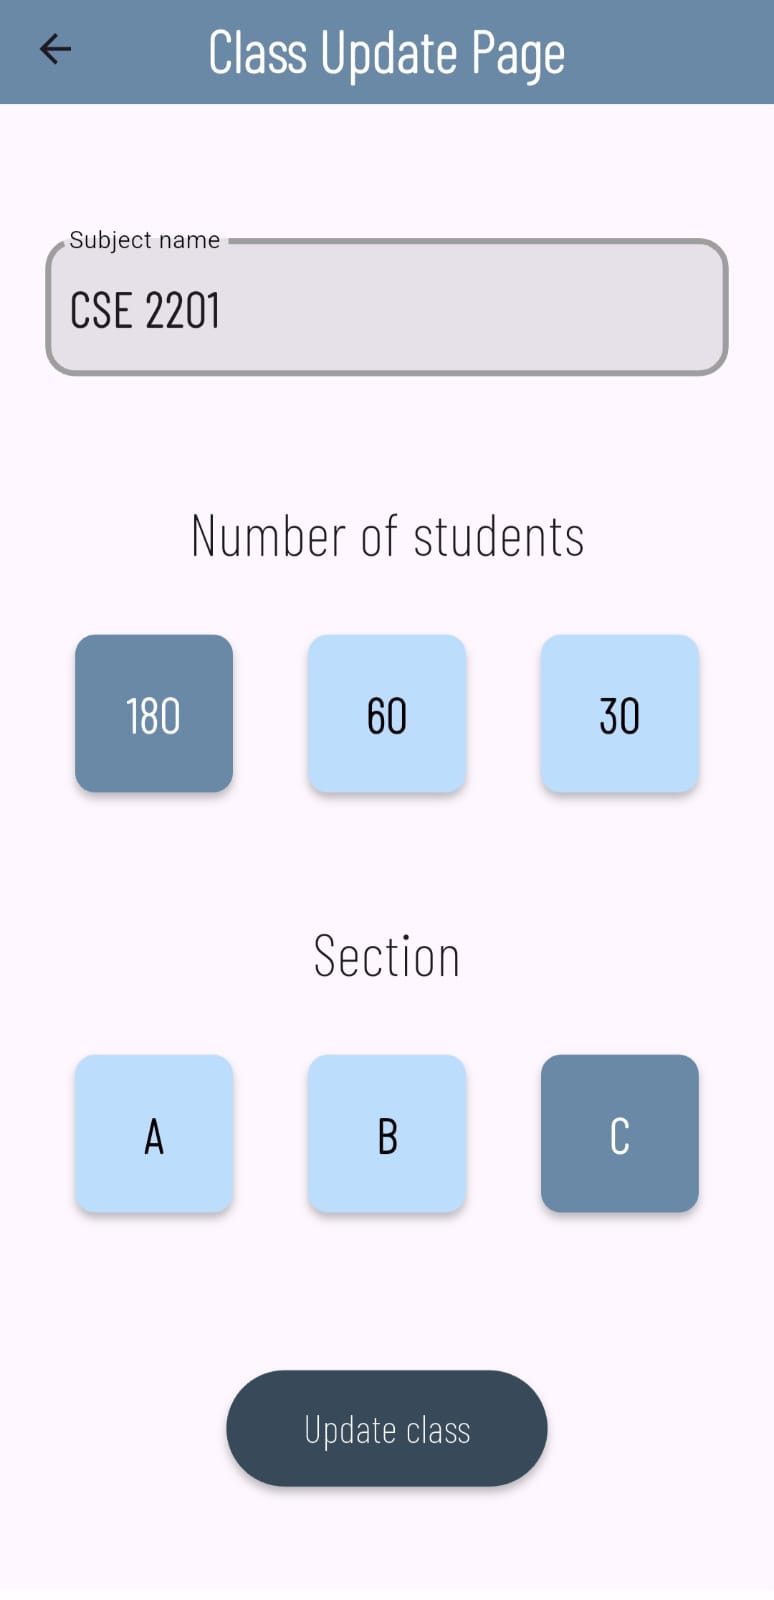 Class Update Page
Subject name
CSE 2201
Number of students
180 60 30
Section
A B C
Update class